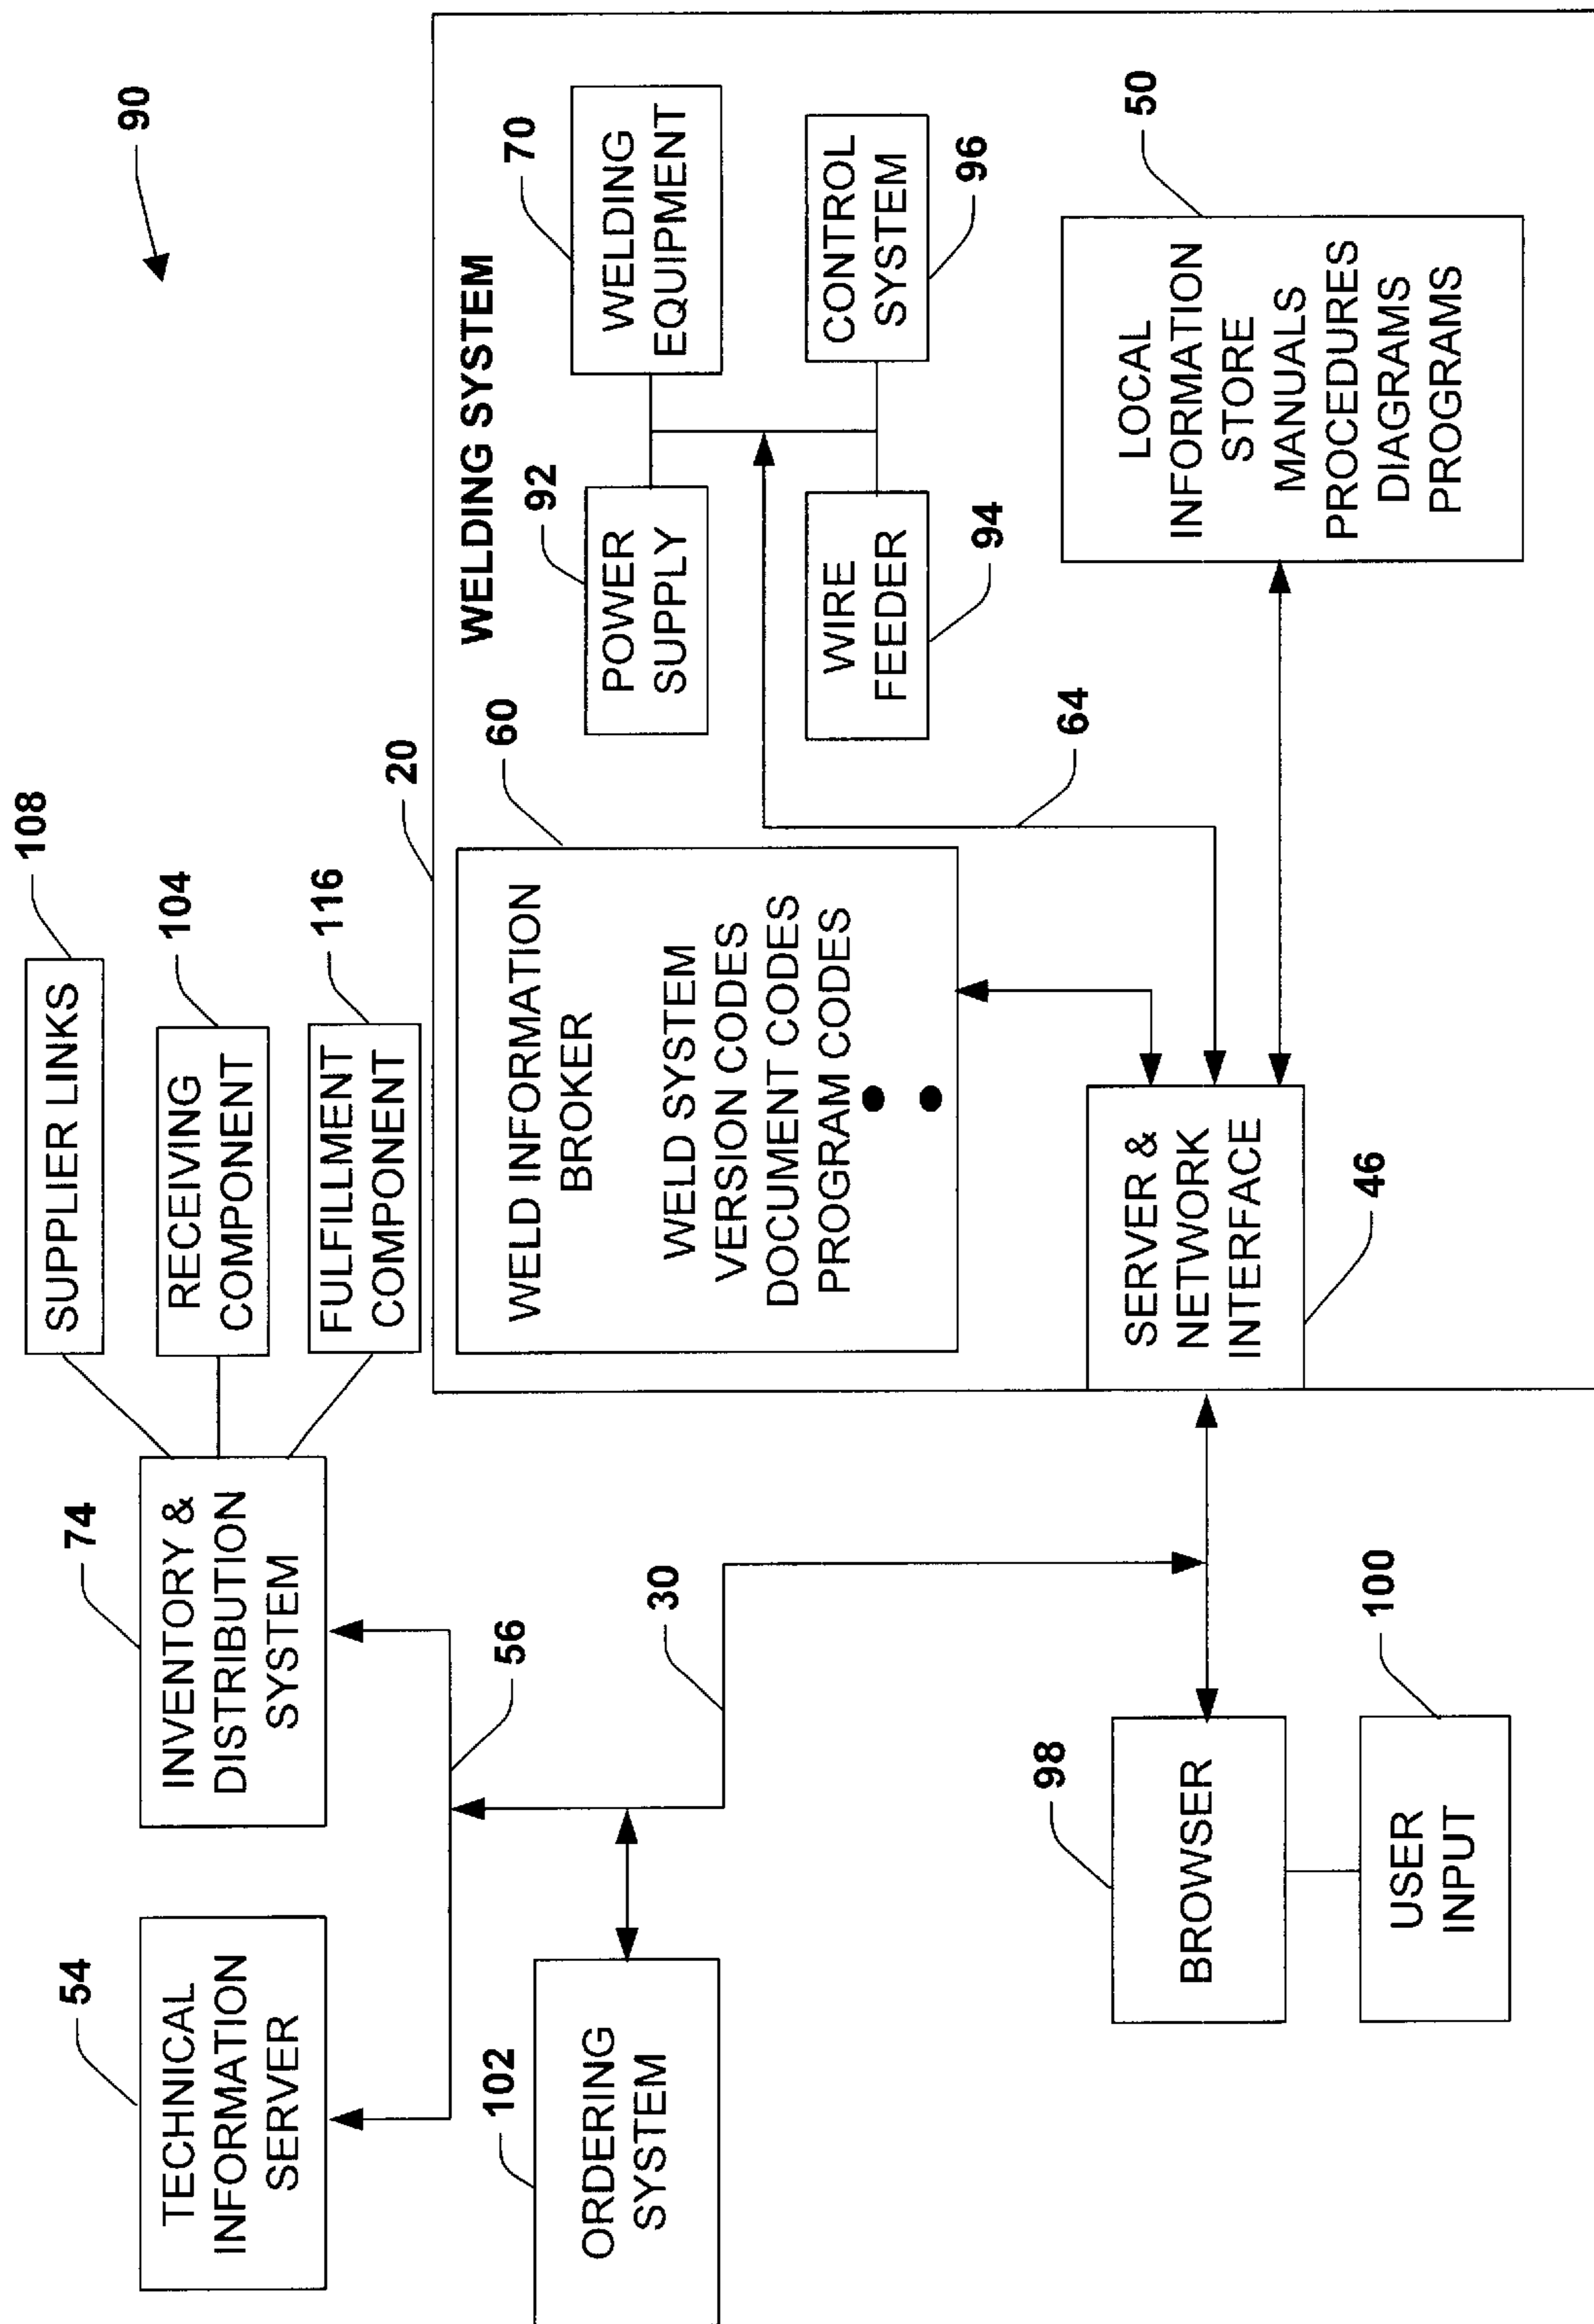 90
108
SUPPLIER LINKS
104
RECEIVING
COMPONENT
116
FULFILLMENT
COMPONENT
74
INVENTORY &
DISTRIBUTION
SYSTEM
54
TECHNICAL
INFORMATION
SERVER
56
102
ORDERING
SYSTEM
30
98
BROWSER
100
USER
INPUT
20
WELDING SYSTEM
60
WELD INFORMATION
BROKER
WELD SYSTEM
VERSION CODES
DOCUMENT CODES
PROGRAM CODES
92
POWER
SUPPLY
70
WELDING
EQUIPMENT
WIRE
FEEDER
94
CONTROL
SYSTEM
96
64
SERVER &
NETWORK
INTERFACE
46
50
LOCAL
INFORMATION
STORE
MANUALS
PROCEDURES
DIAGRAMS
PROGRAMS